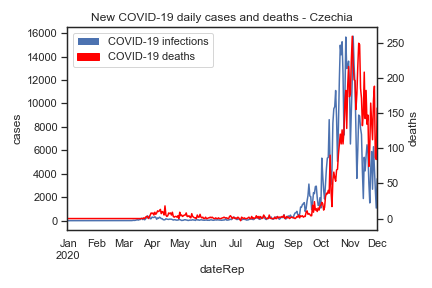 New COVID-19 daily cases and deaths - Czechia
COVID-19 infections
COVID-19 deaths
16000
14000
12000
10000
8000
6000
4000
2000
0
cases
250
200
150
100
50
0
deaths
Jan Feb Mar Apr May Jun Jul Aug Sep Oct Nov Dec
2020
dateRep